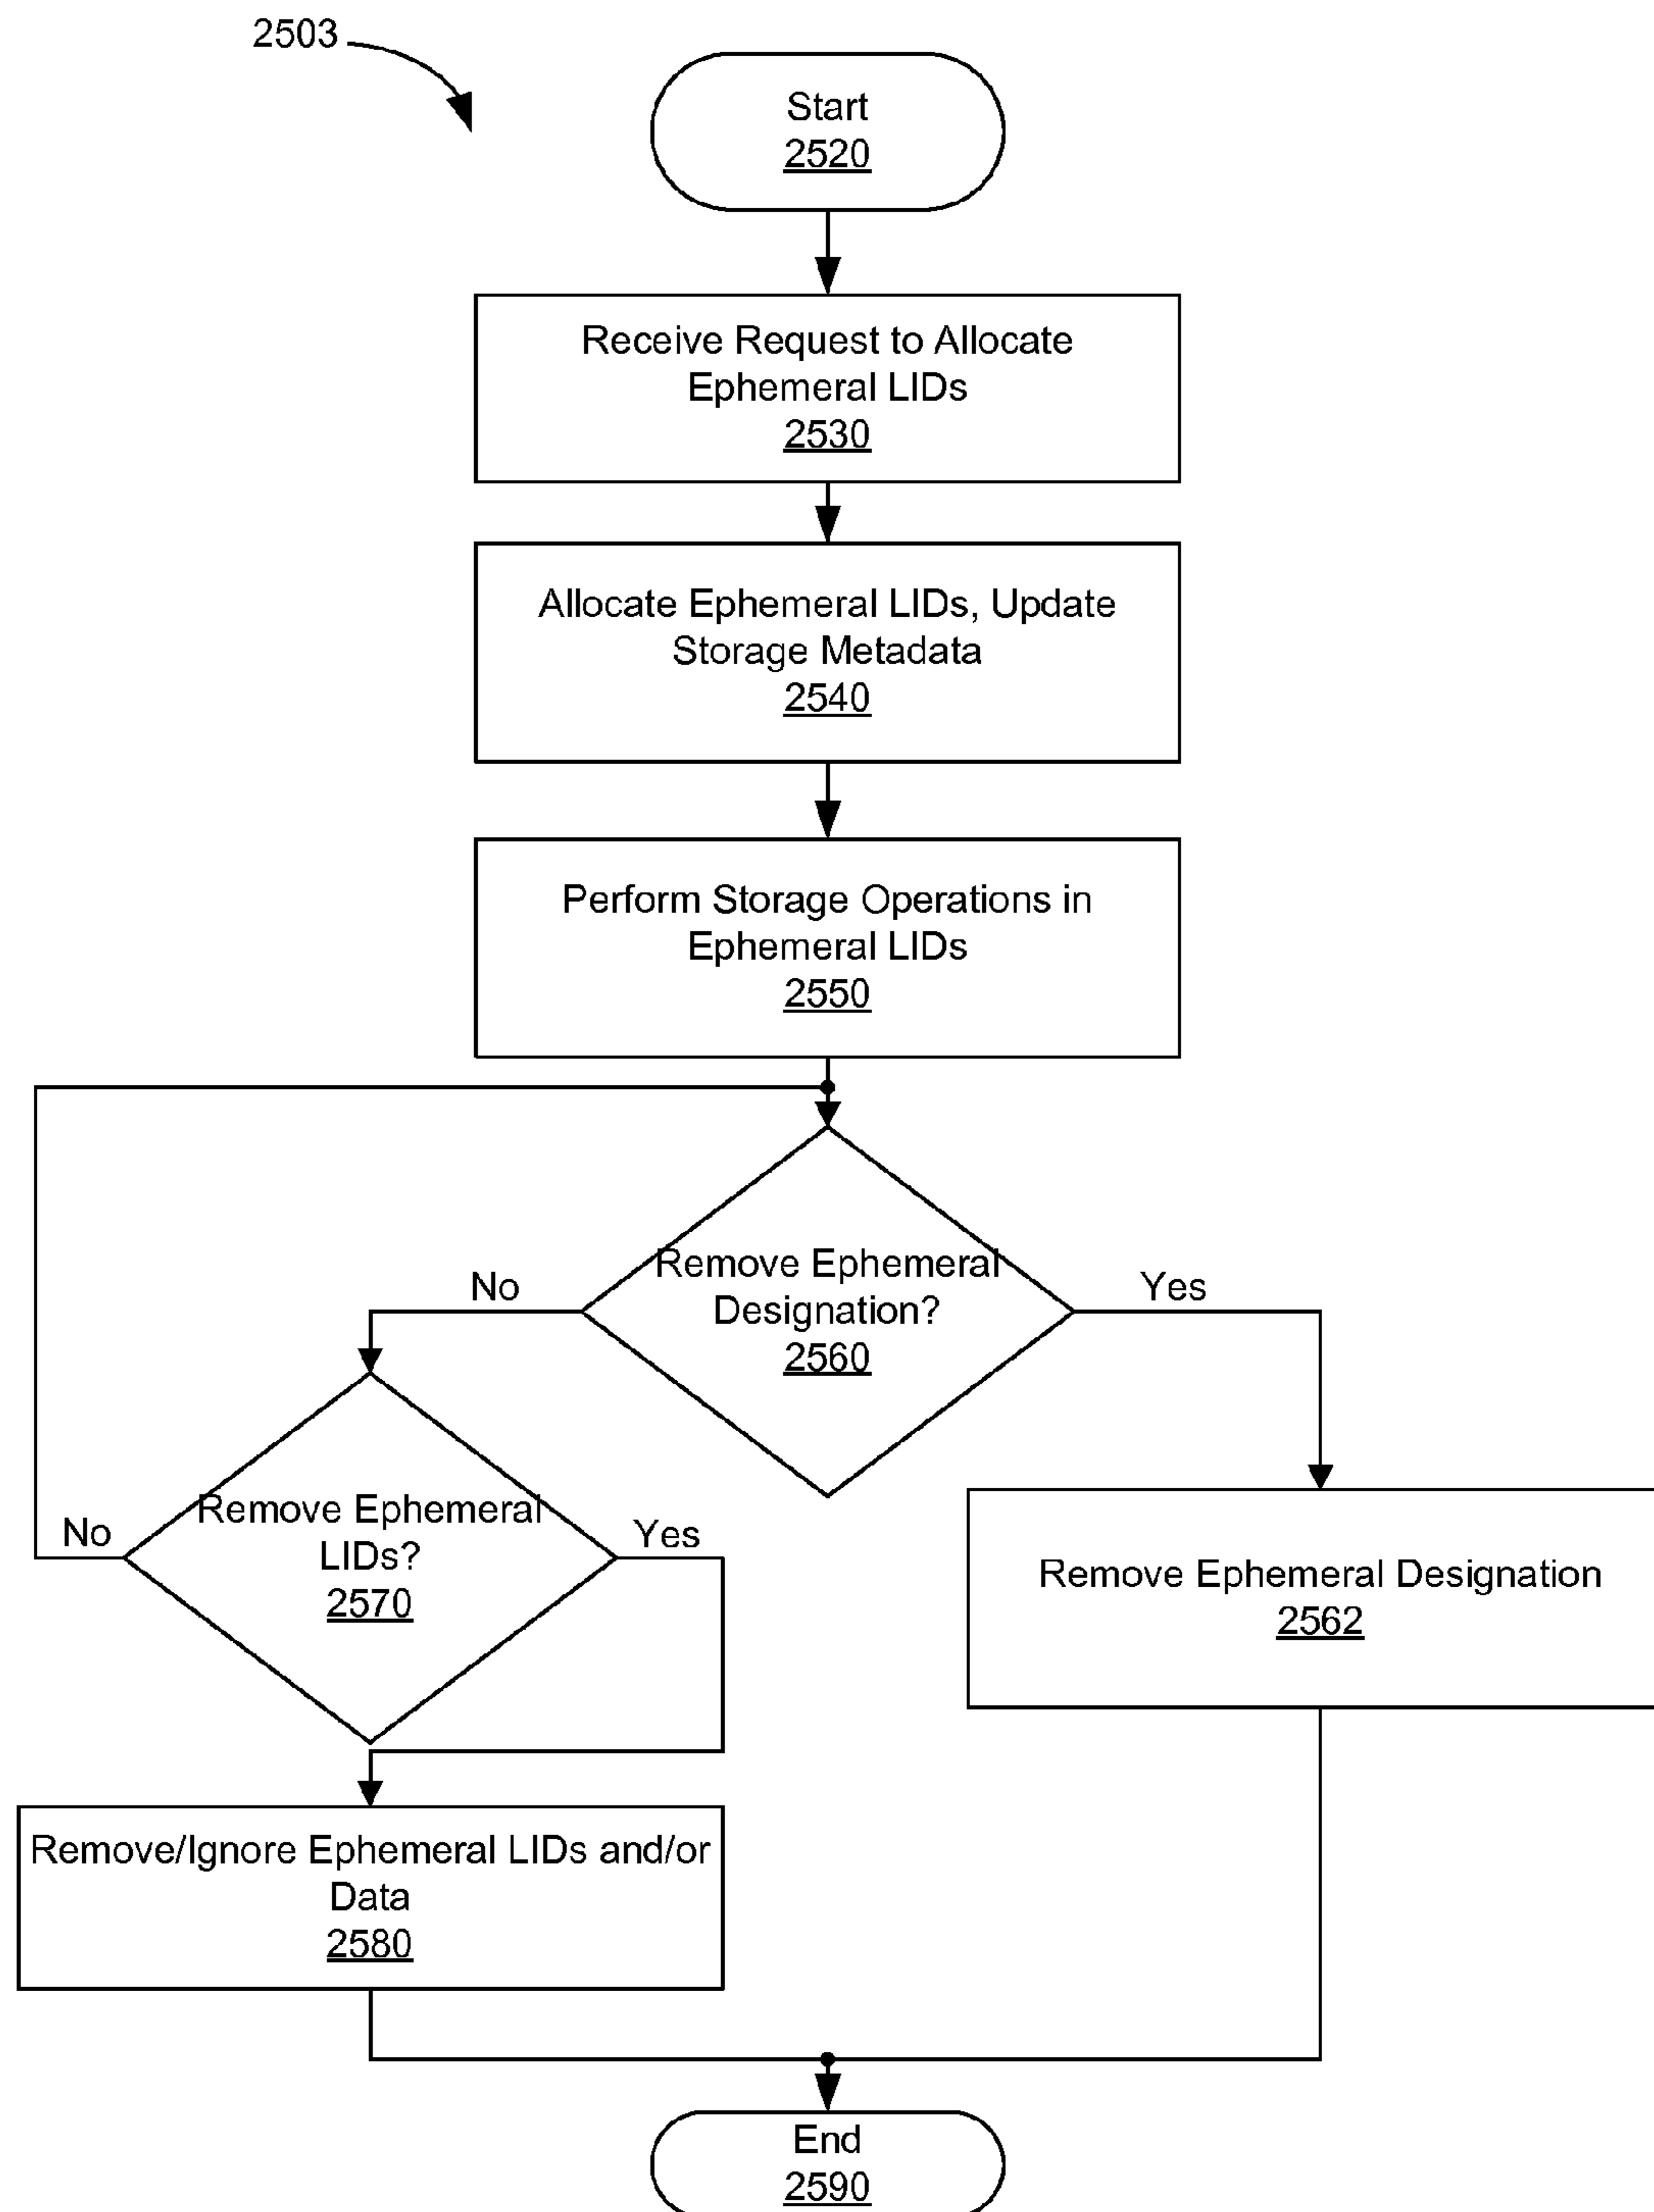 2503
Start
2520
Receive Request to Allocate
Ephemeral LIDs
2530
Allocate Ephemeral LIDs, Update
Storage Metadata
2540
Perform Storage Operations in
Ephemeral LIDs
2550
Remove Ephemeral
Designation?
2560
No
Yes
Remove Ephemeral
LIDs?
2570
No
Yes
Remove Ephemeral Designation
2562
Remove/Ignore Ephemeral LIDs and/or
Data
2580
End
2590